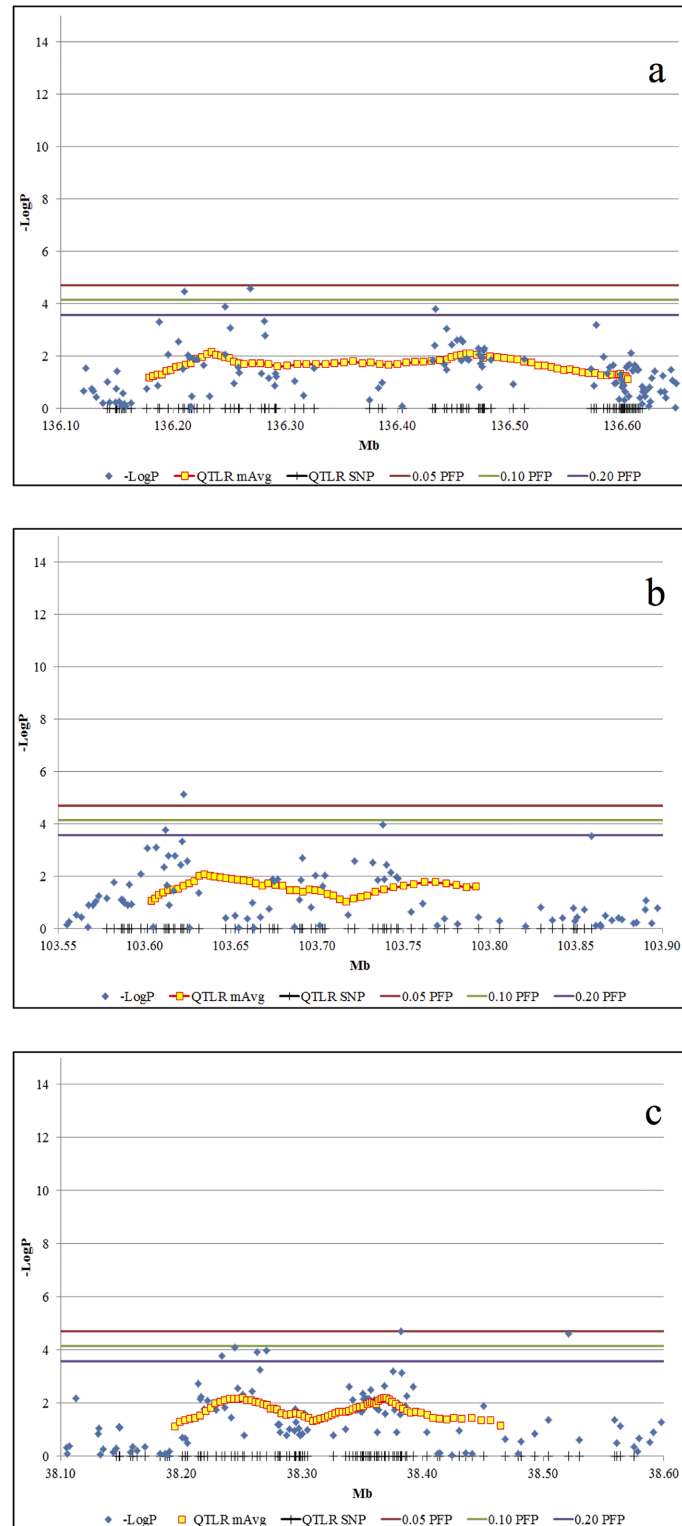 a
14
12
10
8
6
4
2
0
-LogP
136.10 136.20 136.30 136.40 136.50 136.60
Mb
-LogP QTLR mAvg QTLR SNP 0.05 PFP 0.10 PFP 0.20 PFP
b
14
12
10
8
6
4
2
0
-LogP
103.55 103.60 103.65 103.70 103.75 103.80 103.85 103.90
Mb
-LogP QTLR mAvg QTLR SNP 0.05 PFP 0.10 PFP 0.20 PFP
c
14
12
10
8
6
4
2
0
-LogP
38.10 38.20 38.30 38.40 38.50 38.60
Mb
-LogP QTLR mAvg QTLR SNP 0.05 PFP 0.10 PFP 0.20 PFP